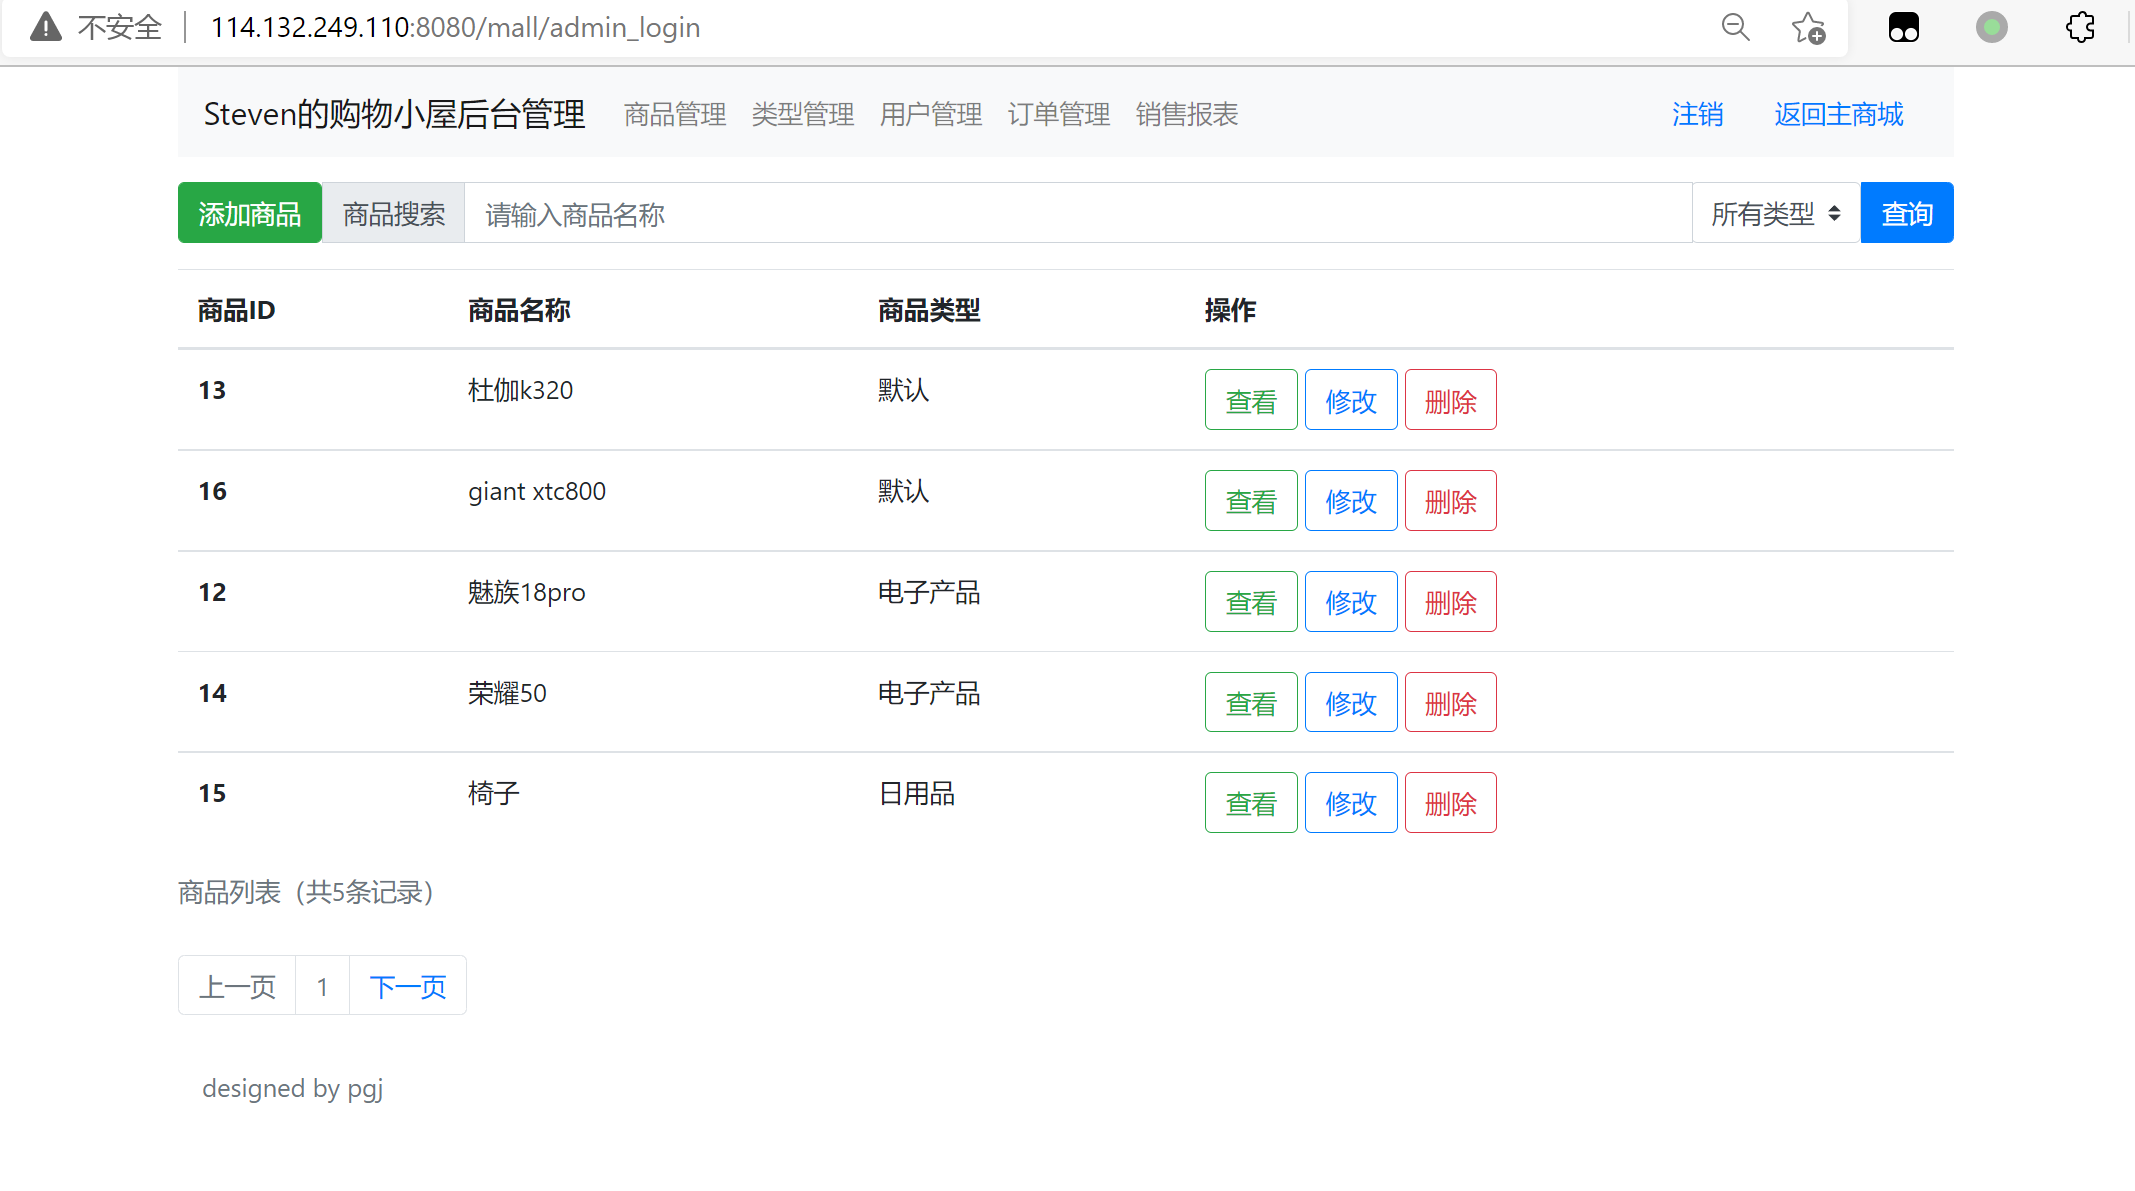 不安全 114.132.249.110:8080/mall/admin_login
Steven的购物小屋后台管理 商品管理 类型管理 用户管理 订单管理 销售报表 注销 返回主商城
添加商品 商品搜索 请输入商品名称 所有类型 查询
商品ID 商品名称 商品类型 操作
13 杜伽k320 默认 查看 修改 删除
16 giant xtc800 默认 查看 修改 删除
12 魅族18pro 电子产品 查看 修改 删除
14 荣耀50 电子产品 查看 修改 删除
15 椅子 日用品 查看 修改 删除
商品列表（共5条记录）
上一页 1 下一页
designed by pgj